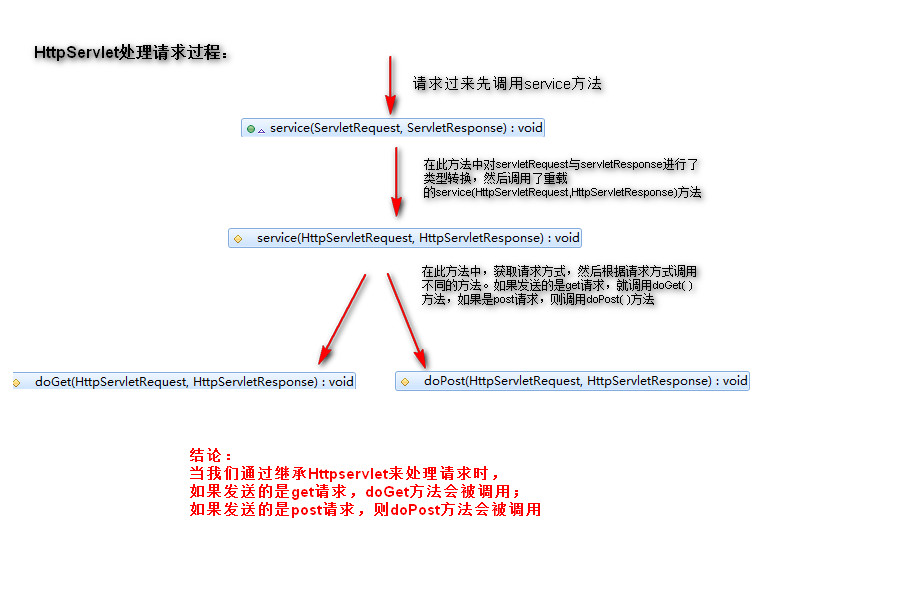 HttpServlet处理请求过程：
请求过来先调用service方法
service(ServletRequest, ServletResponse) : void
在此方法中对servletRequest与servletResponse进行了
类型转换，然后调用了重载
的service(HttpServletRequest,HttpServletResponse)方法
service(HttpServletRequest, HttpServletResponse) : void
在此方法中，获取请求方式，然后根据请求方式调用
不同的方法。如果发送的是get请求，就调用doGet( )
方法，如果是post请求，则调用doPost( )方法
doGet(HttpServletRequest, HttpServletResponse) : void
doPost(HttpServletRequest, HttpServletResponse) : void
结论：
当我们通过继承Httpservlet来处理请求时，
如果发送的是get请求，doGet方法会被调用；
如果发送的是post请求，则doPost方法会被调用